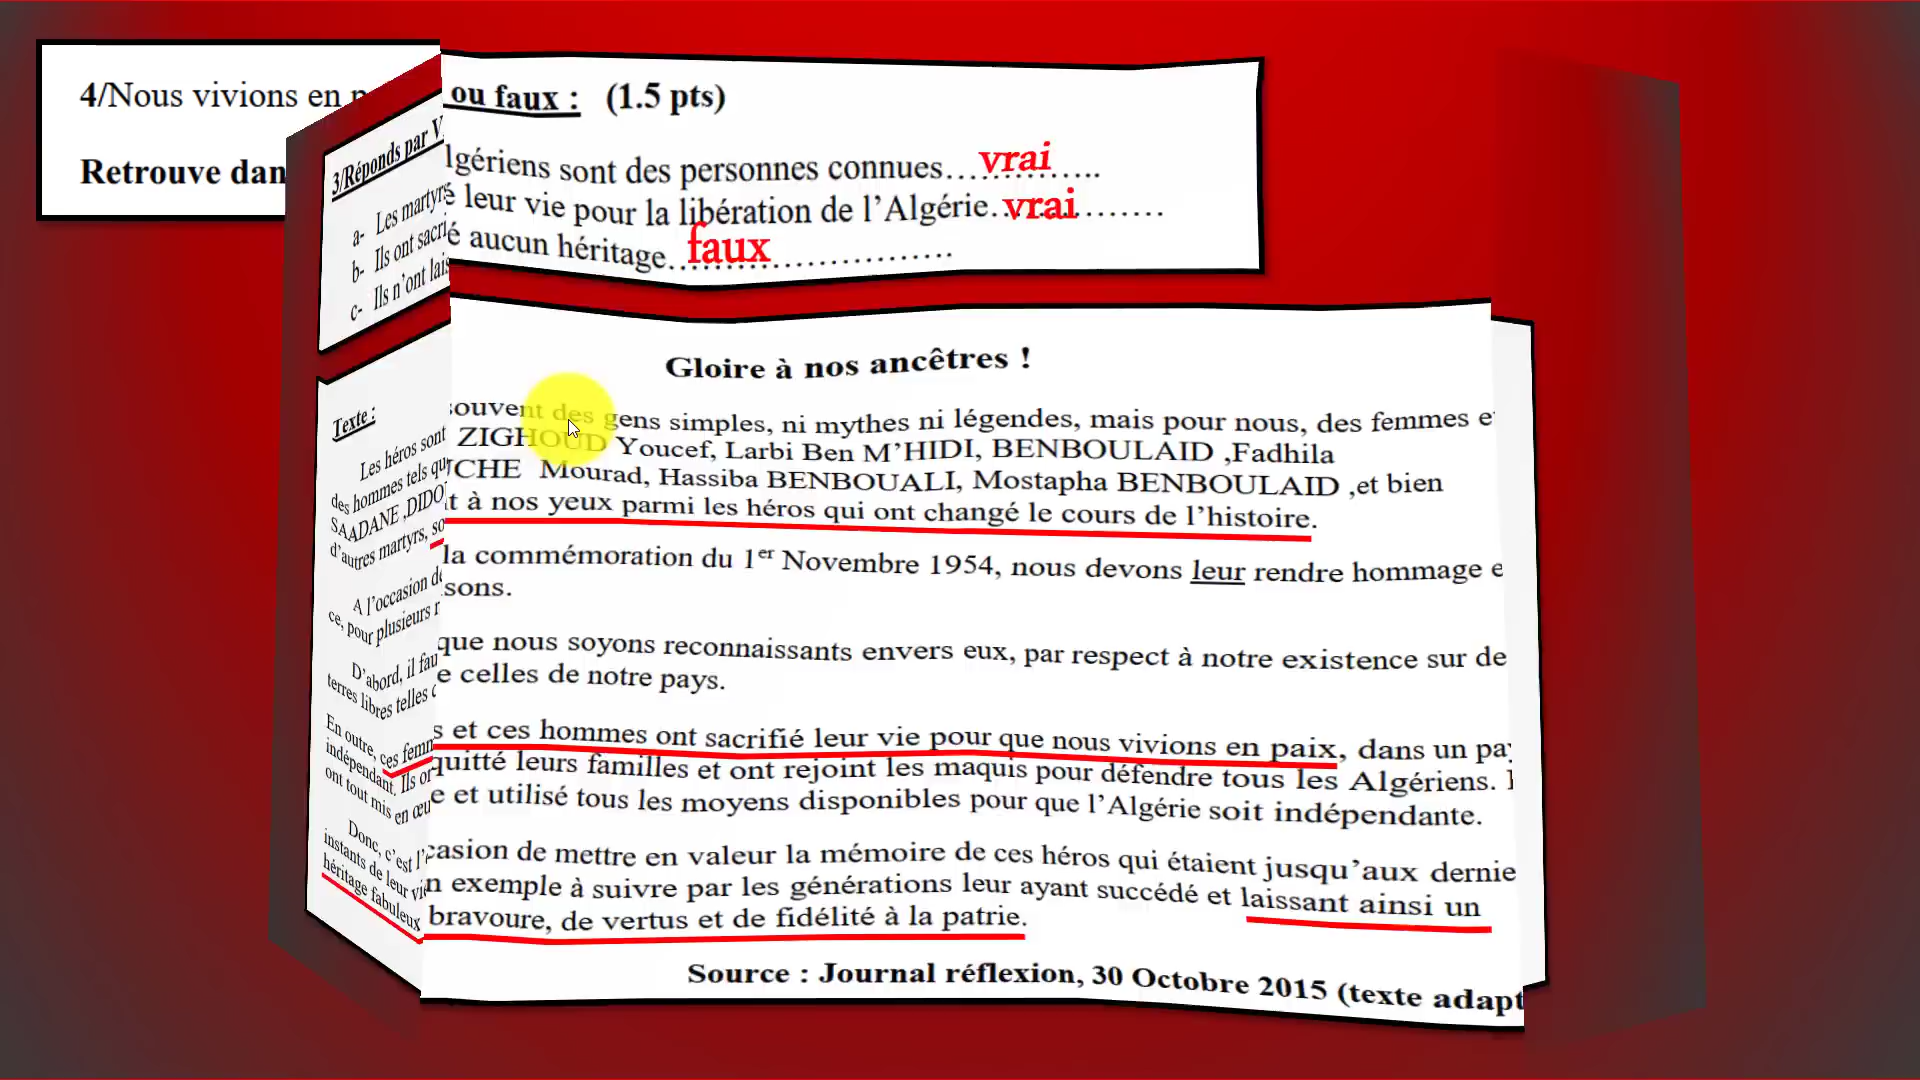 4/Nous vivions en p
Retrouve dan
3/Réponds par V ou faux : (1.5 pts)
a- Les martyrs lgériens sont des personnes connues…vrai…..
b- Ils ont sacri é leur vie pour la libération de l’Algérie…vrai………
c- Ils n’ont lais é aucun héritage…faux………………
Texte :
Gloire à nos ancêtres !
Les héros sont souvent des gens simples, ni mythes ni légendes, mais pour nous, des femmes e
des hommes tels qu ZIGHOUD Youcef, Larbi Ben M’HIDI, BENBOULAID ,Fadhila
SAADANE ,DIDO CHE Mourad, Hassiba BENBOUALI, Mostapha BENBOULAID ,et bien
d’autres martyrs, so t à nos yeux parmi les héros qui ont changé le cours de l’histoire.
A l’occasion de la commémoration du 1er Novembre 1954, nous devons leur rendre hommage e
ce, pour plusieurs r sons.
D’abord, il fau que nous soyons reconnaissants envers eux, par respect à notre existence sur de
terres libres telles e celles de notre pays.
En outre, ces femm s et ces hommes ont sacrifié leur vie pour que nous vivions en paix, dans un pay
indépendant. Ils on quitté leurs familles et ont rejoint les maquis pour défendre tous les Algériens. I
ont tout mis en œu e et utilisé tous les moyens disponibles pour que l’Algérie soit indépendante.
Donc, c’est l’ casion de mettre en valeur la mémoire de ces héros qui étaient jusqu’aux dernie
instants de leur vie n exemple à suivre par les générations leur ayant succédé et laissant ainsi un
héritage fabuleux bravoure, de vertus et de fidélité à la patrie.
Source : Journal réflexion, 30 Octobre 2015 (texte adapt